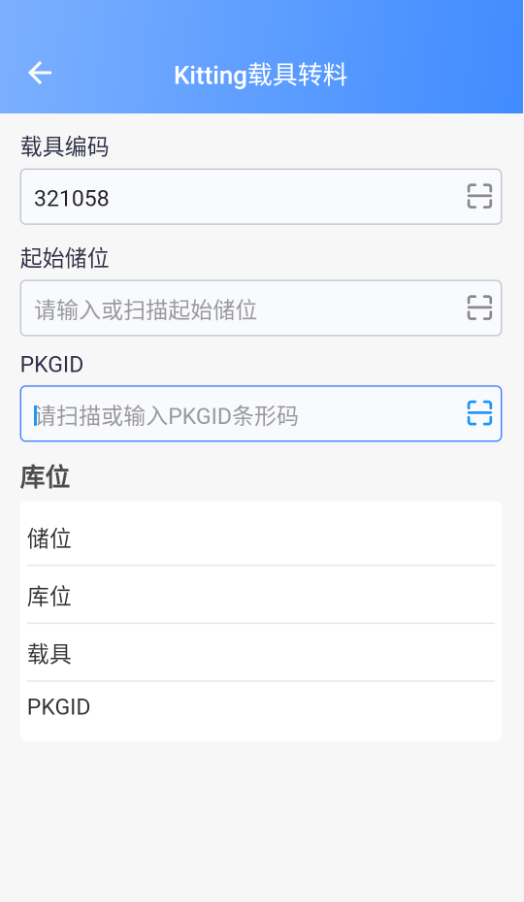 Kitting载具转料
载具编码
321058
起始储位
请输入或扫描起始储位
PKGID
请扫描或输入PKGID条形码
库位
储位
库位
载具
PKGID